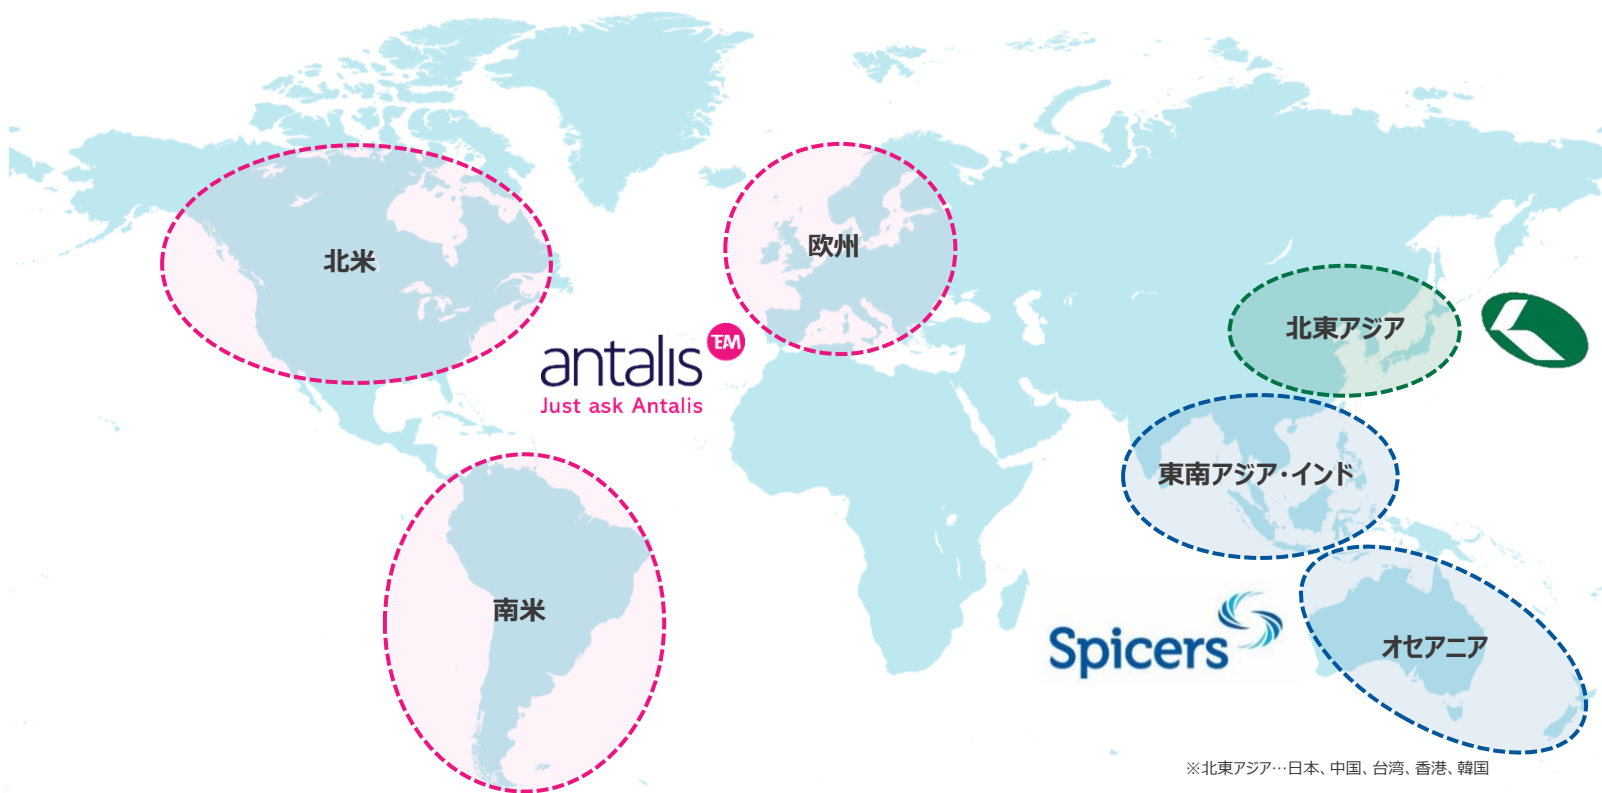 北米
欧州
北東アジア
antalis TM
Just ask Antalis
東南アジア・インド
南米
Spicers
オセアニア
※北東アジア…日本、中国、台湾、香港、韓国